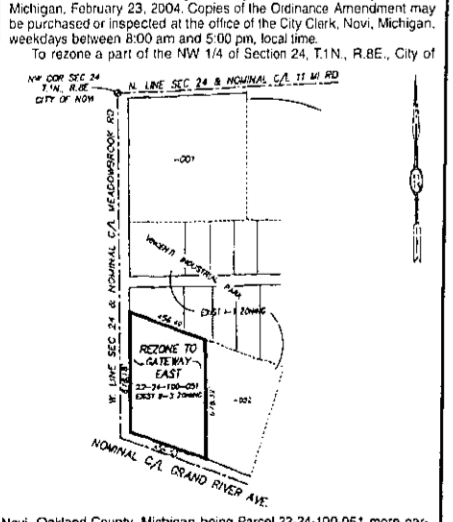 Michigan, February 23, 2004. Copies of the Ordinance Amendment may
be purchased or inspected at the office of the City Clerk, Novi, Michigan,
weekdays between 8:00 am and 5:00 pm, local time.
To rezone a part of the NW 1/4 of Section 24, T.1N., R.8E., City of
NW COR SEC 24
T.1N., R.8E
CITY OF NOVI
N. LINE SEC 24 & NOMINAL C/L 11 MI RD
W. LINE SEC 24 & NOMINAL C/L MEADOWBROOK RD
-001
INDUSTRIAL PARK
EXIST I-1 ZONING
456.40
REZONE TO
GATEWAY
EAST
22-24-100-051
EXIST B-3 ZONING
-002
NOMINAL C/L GRAND RIVER AVE.
Novi, Oakland County, Michigan being Parcel 22-24-100-051 more par-